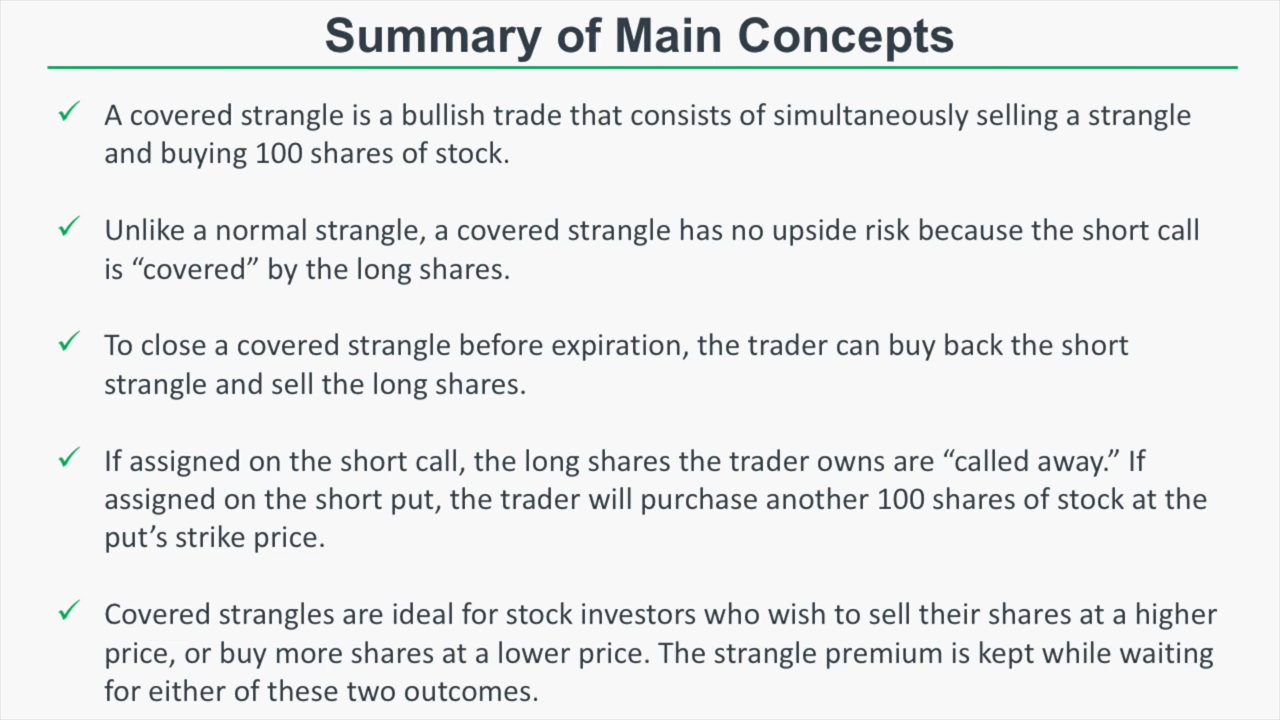 Summary of Main Concepts
✓ A covered strangle is a bullish trade that consists of simultaneously selling a strangle
and buying 100 shares of stock.
✓ Unlike a normal strangle, a covered strangle has no upside risk because the short call
is “covered” by the long shares.
✓ To close a covered strangle before expiration, the trader can buy back the short
strangle and sell the long shares.
✓ If assigned on the short call, the long shares the trader owns are “called away.” If
assigned on the short put, the trader will purchase another 100 shares of stock at the
put’s strike price.
✓ Covered strangles are ideal for stock investors who wish to sell their shares at a higher
price, or buy more shares at a lower price. The strangle premium is kept while waiting
for either of these two outcomes.